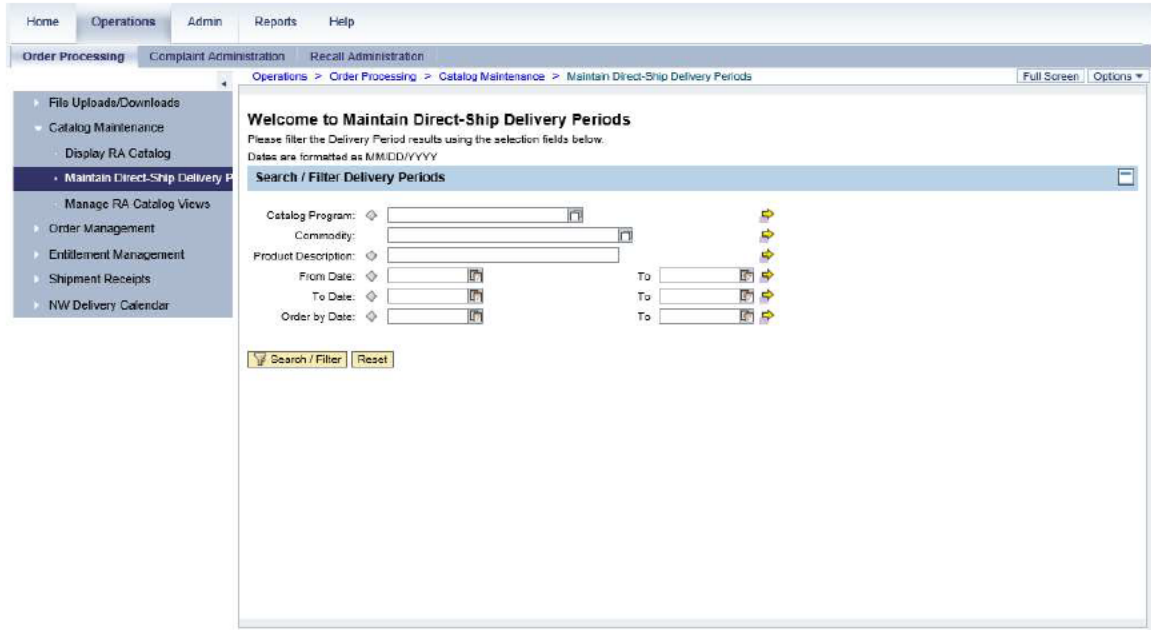 Home Operations Admin Reports Help
Order Processing Complaint Administration Recall Administration
Operations > Order Processing > Catalog Maintenance > Maintain Direct-Ship Delivery Periods Full Screen Options
File Uploads/Downloads
Catalog Maintenance
Display RA Catalog
Maintain Direct-Ship Delivery P
Manage RA Catalog Views
Order Management
Entitlement Management
Shipment Receipts
NW Delivery Calendar
Welcome to Maintain Direct-Ship Delivery Periods
Please filter the Delivery Period results using the selection fields below.
Dates are formatted as MM/DD/YYYY
Search / Filter Delivery Periods
Catalog Program:
Commodity:
Product Description:
From Date: To
To Date: To
Order by Date: To
Search / Filter Reset